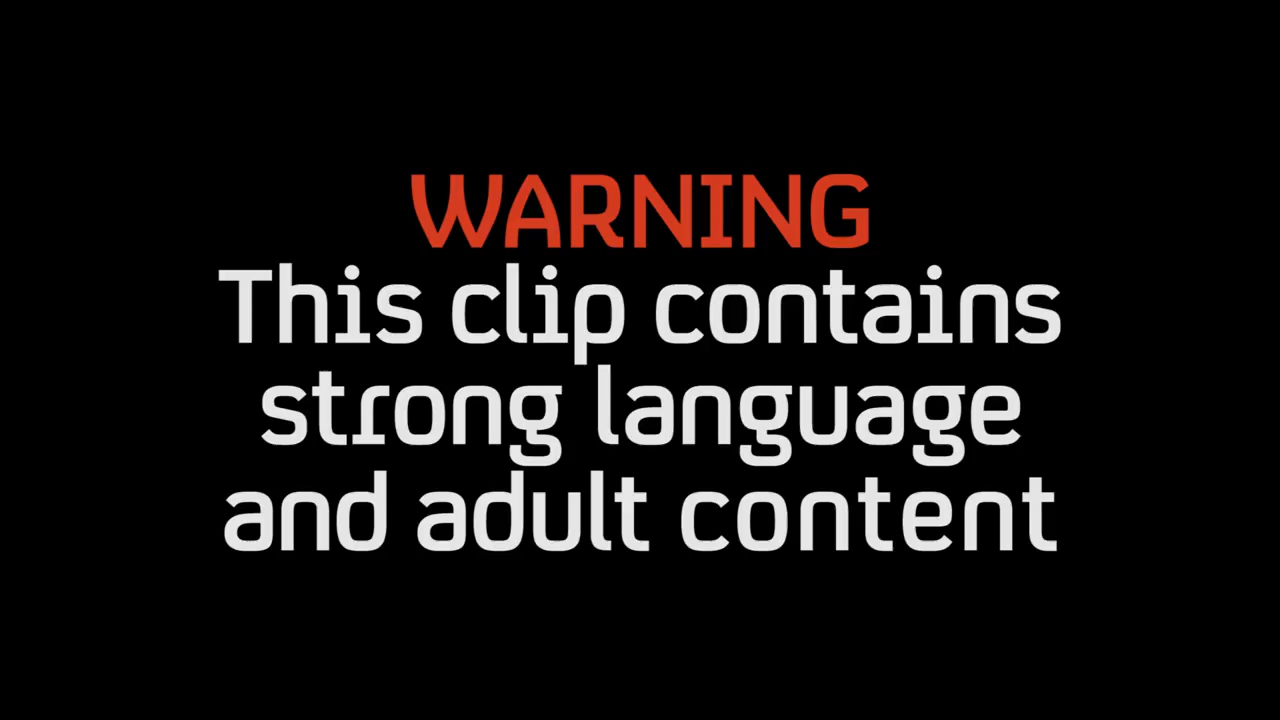 WARNING
This clip contains
strong language
and adult content